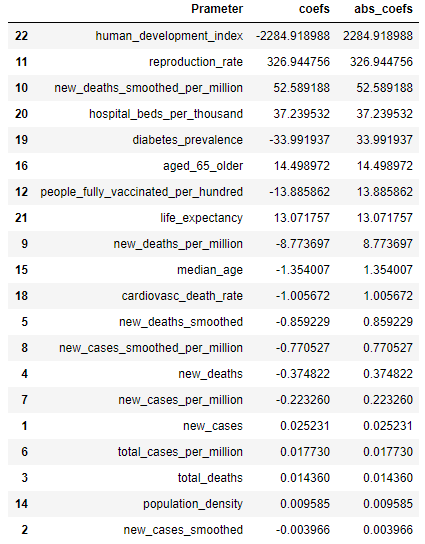 Prameter coefs abs_coefs
22 human_development_index -2284.918988 2284.918988
11 reproduction_rate 326.944756 326.944756
10 new_deaths_smoothed_per_million 52.589188 52.589188
20 hospital_beds_per_thousand 37.239532 37.239532
19 diabetes_prevalence -33.991937 33.991937
16 aged_65_older 14.498972 14.498972
12 people_fully_vaccinated_per_hundred -13.885862 13.885862
21 life_expectancy 13.071757 13.071757
9 new_deaths_per_million -8.773697 8.773697
15 median_age -1.354007 1.354007
18 cardiovasc_death_rate -1.005672 1.005672
5 new_deaths_smoothed -0.859229 0.859229
8 new_cases_smoothed_per_million -0.770527 0.770527
4 new_deaths -0.374822 0.374822
7 new_cases_per_million -0.223260 0.223260
1 new_cases 0.025231 0.025231
6 total_cases_per_million 0.017730 0.017730
3 total_deaths 0.014360 0.014360
14 population_density 0.009585 0.009585
2 new_cases_smoothed -0.003966 0.003966